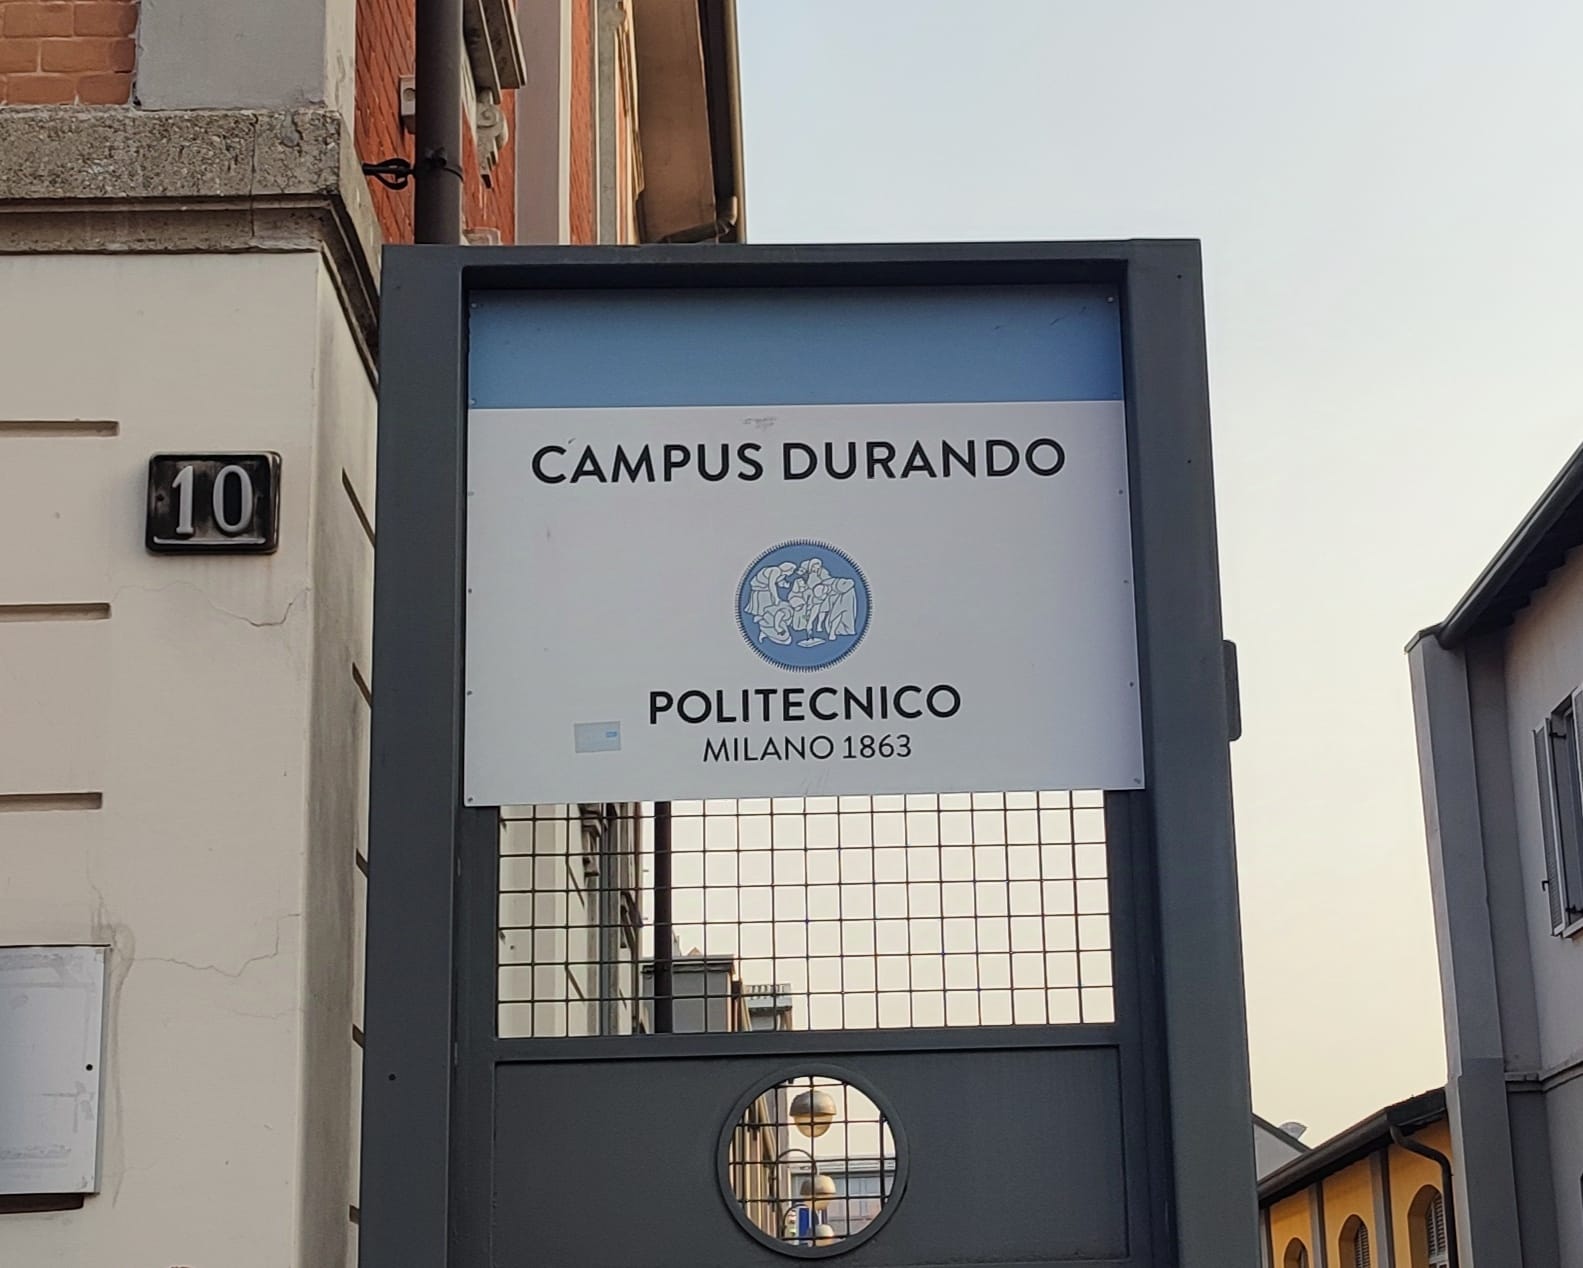 10
CAMPUS DURANDO
POLITECNICO
MILANO 1863